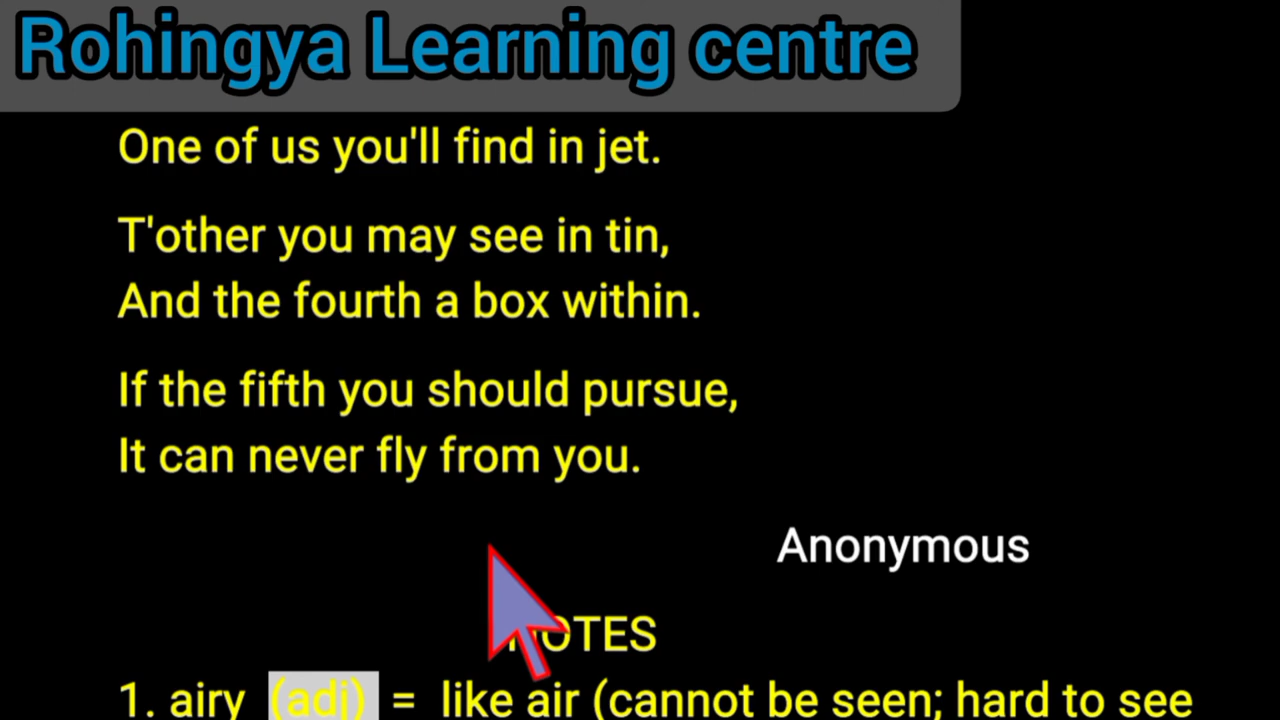 Rohingya Learning centre
One of us you'll find in jet.
T'other you may see in tin,
And the fourth a box within.
If the fifth you should pursue,
It can never fly from you.
Anonymous
NOTES
1. airy (adj) = like air (cannot be seen; hard to see